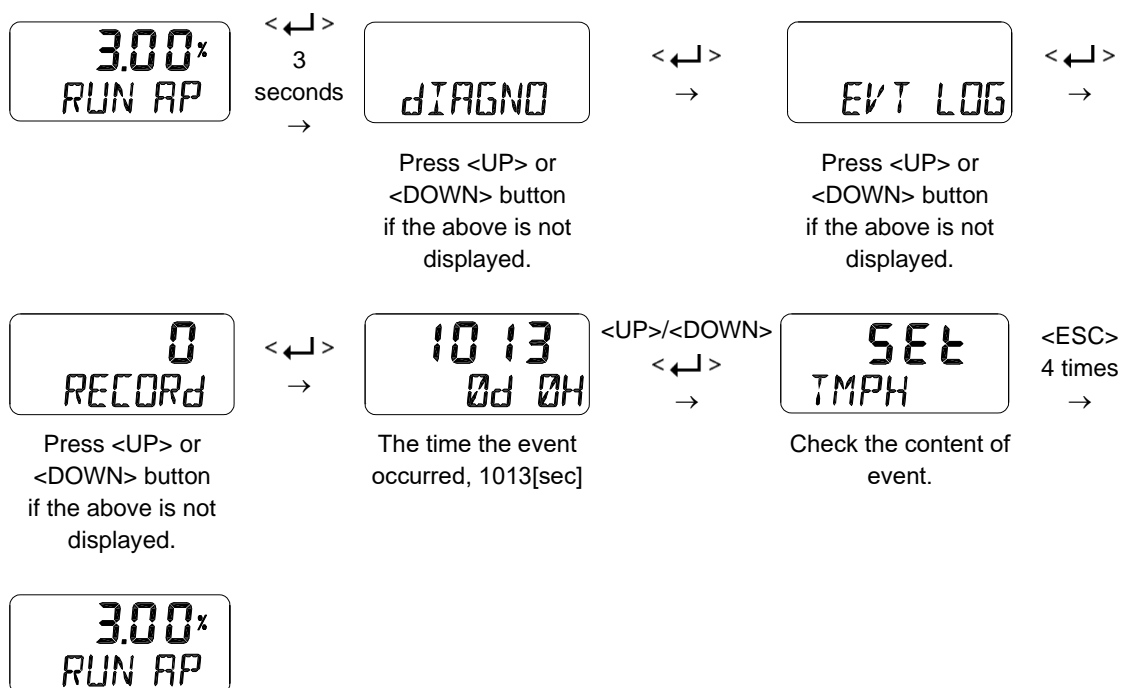 3.00%
RUN AP
< ↵ >
3
seconds
→
dIAGNO
Press <UP> or
<DOWN> button
if the above is not
displayed.
< ↵ >
→
EVT LOG
Press <UP> or
<DOWN> button
if the above is not
displayed.
< ↵ >
→
0
RECORd
Press <UP> or
<DOWN> button
if the above is not
displayed.
< ↵ >
→
1013
0d 0H
The time the event
occurred, 1013[sec]
<UP>/<DOWN>
< ↵ >
→
SEt
TMPH
Check the content of
event.
<ESC>
4 times
→
3.00%
RUN AP